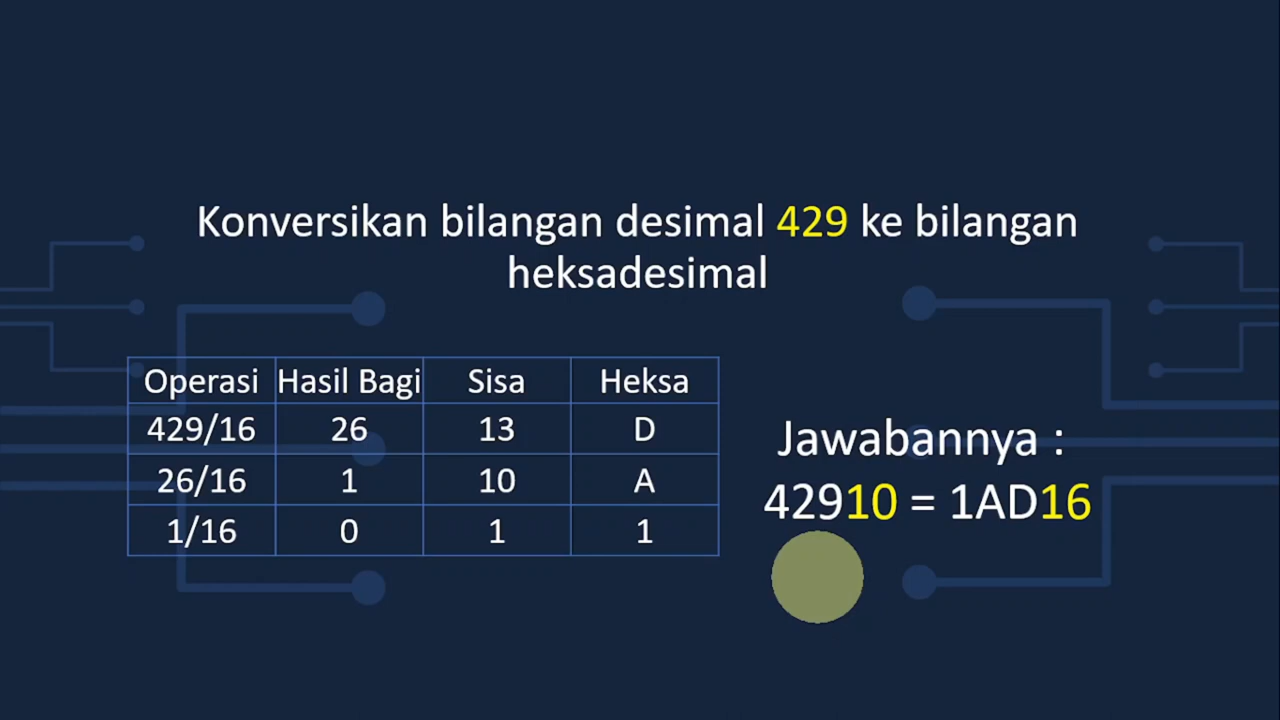 Konversikan bilangan desimal 429 ke bilangan
heksadesimal
Operasi Hasil Bagi Sisa Heksa
429/16 26 13 D
26/16 1 10 A
1/16 0 1 1
Jawabannya :
42910 = 1AD16